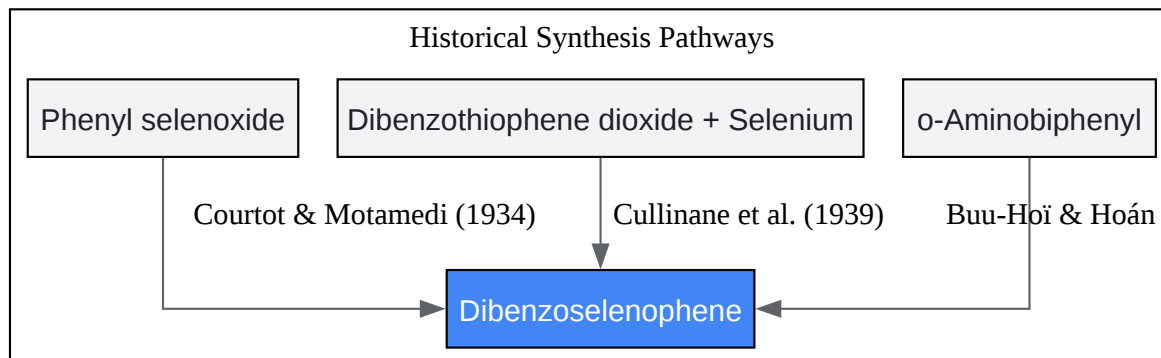 Historical Synthesis Pathways
Phenyl selenoxide
Dibenzothiophene dioxide + Selenium
o-Aminobiphenyl
Courtot & Motamedi (1934)
Cullinane et al. (1939)
Buu-Hoï & Hoán
Dibenzoselenophene